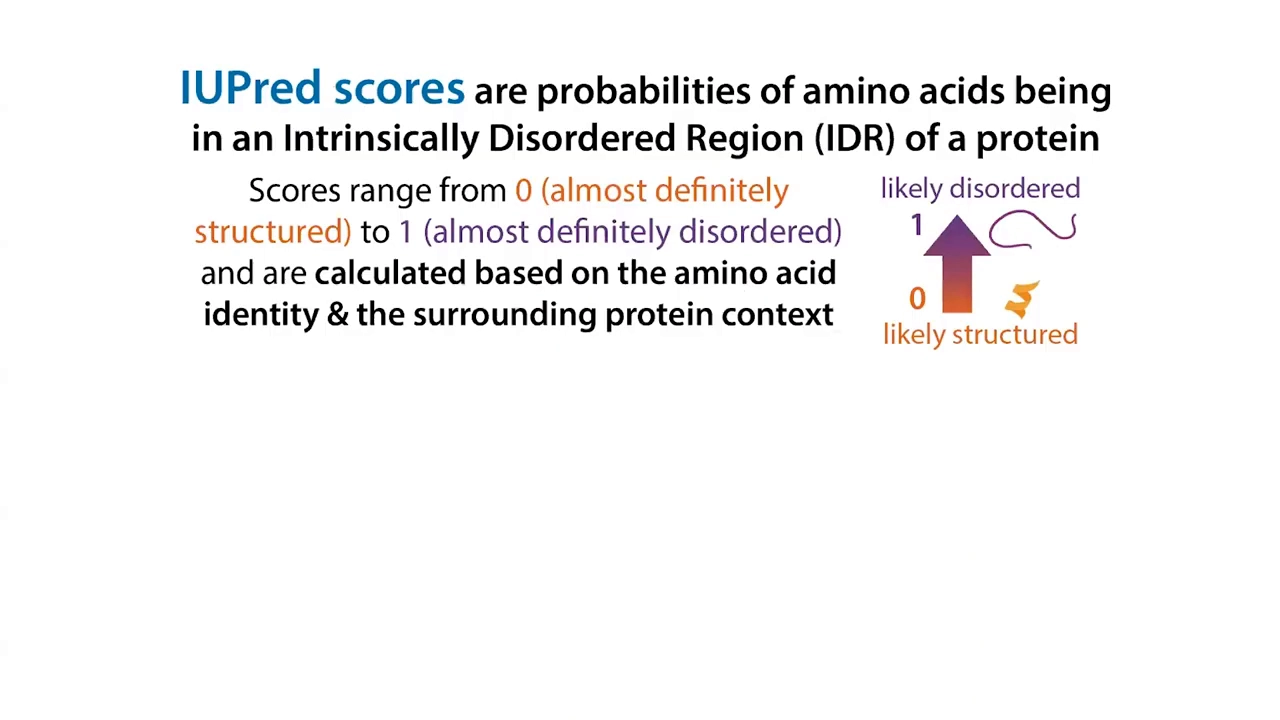 IUPred scores are probabilities of amino acids being
in an Intrinsically Disordered Region (IDR) of a protein
Scores range from 0 (almost definitely
structured) to 1 (almost definitely disordered)
and are calculated based on the amino acid
identity & the surrounding protein context
likely disordered
1
0
likely structured